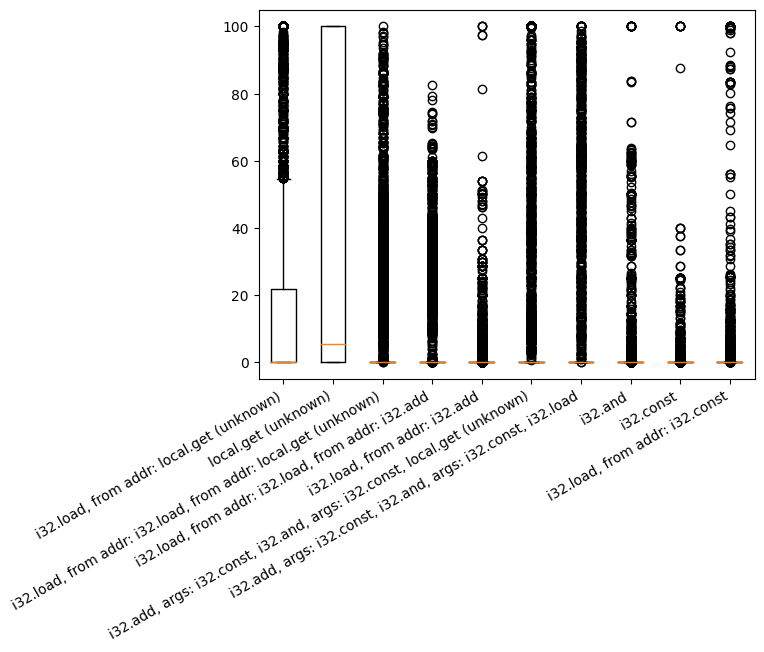 100
80
60
40
20
0
i32.load, from addr: local.get (unknown)
local.get (unknown)
i32.load, from addr: i32.load, from addr: local.get (unknown)
i32.load, from addr: i32.load, from addr: i32.add
i32.load, from addr: i32.add
i32.add, args: i32.const, i32.and, args: i32.const, local.get (unknown)
i32.add, args: i32.const, i32.and, args: i32.const, i32.load
i32.and
i32.const
i32.load, from addr: i32.const